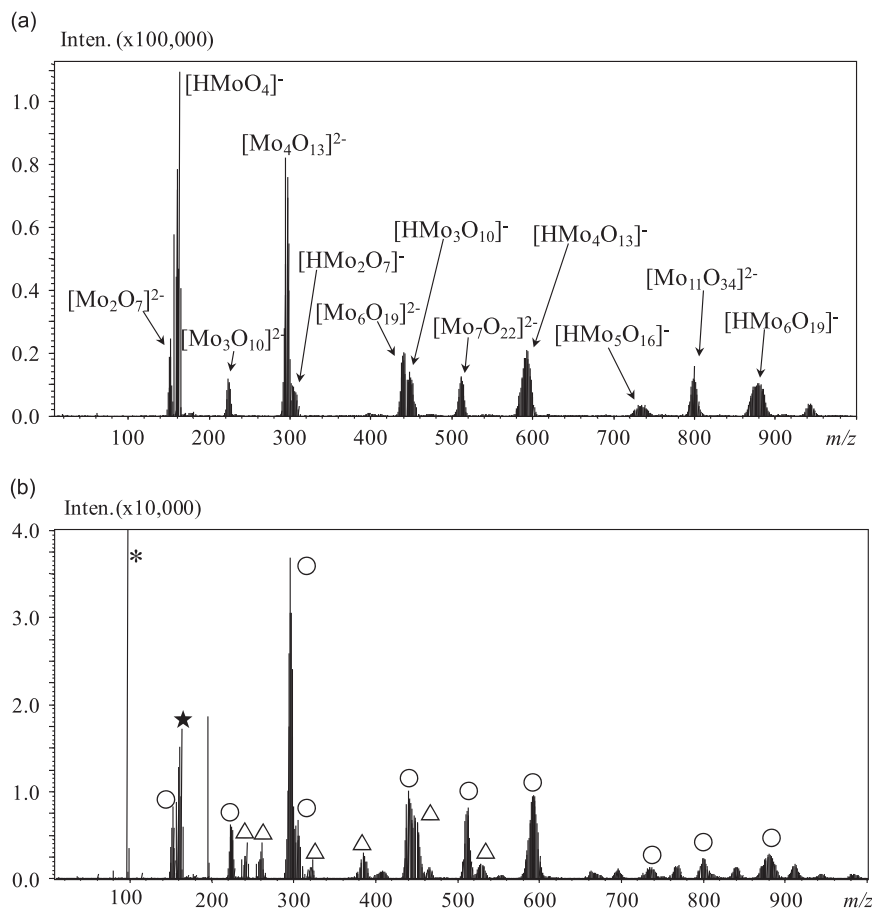 (a)
Inten. (x100,000)
[HMoO₄]⁻
[Mo₄O₁₃]²⁻
[HMo₃O₁₀]⁻
[HMo₄O₁₃]⁻
[HMo₂O₇]⁻
[Mo₂O₇]²⁻
[Mo₁₁O₃₄]²⁻
[Mo₆O₁₉]²⁻
[Mo₃O₁₀]²⁻
[Mo₇O₂₂]²⁻
[HMo₅O₁₆]⁻
[HMo₆O₁₉]⁻
1.0
0.8
0.6
0.4
0.2
0.0
100 200 300 400 500 600 700 800 900 m/z
(b)
Inten.(x10,000)
4.0
*
3.0
2.0
1.0
0.0
100 200 300 400 500 600 700 800 900 m/z